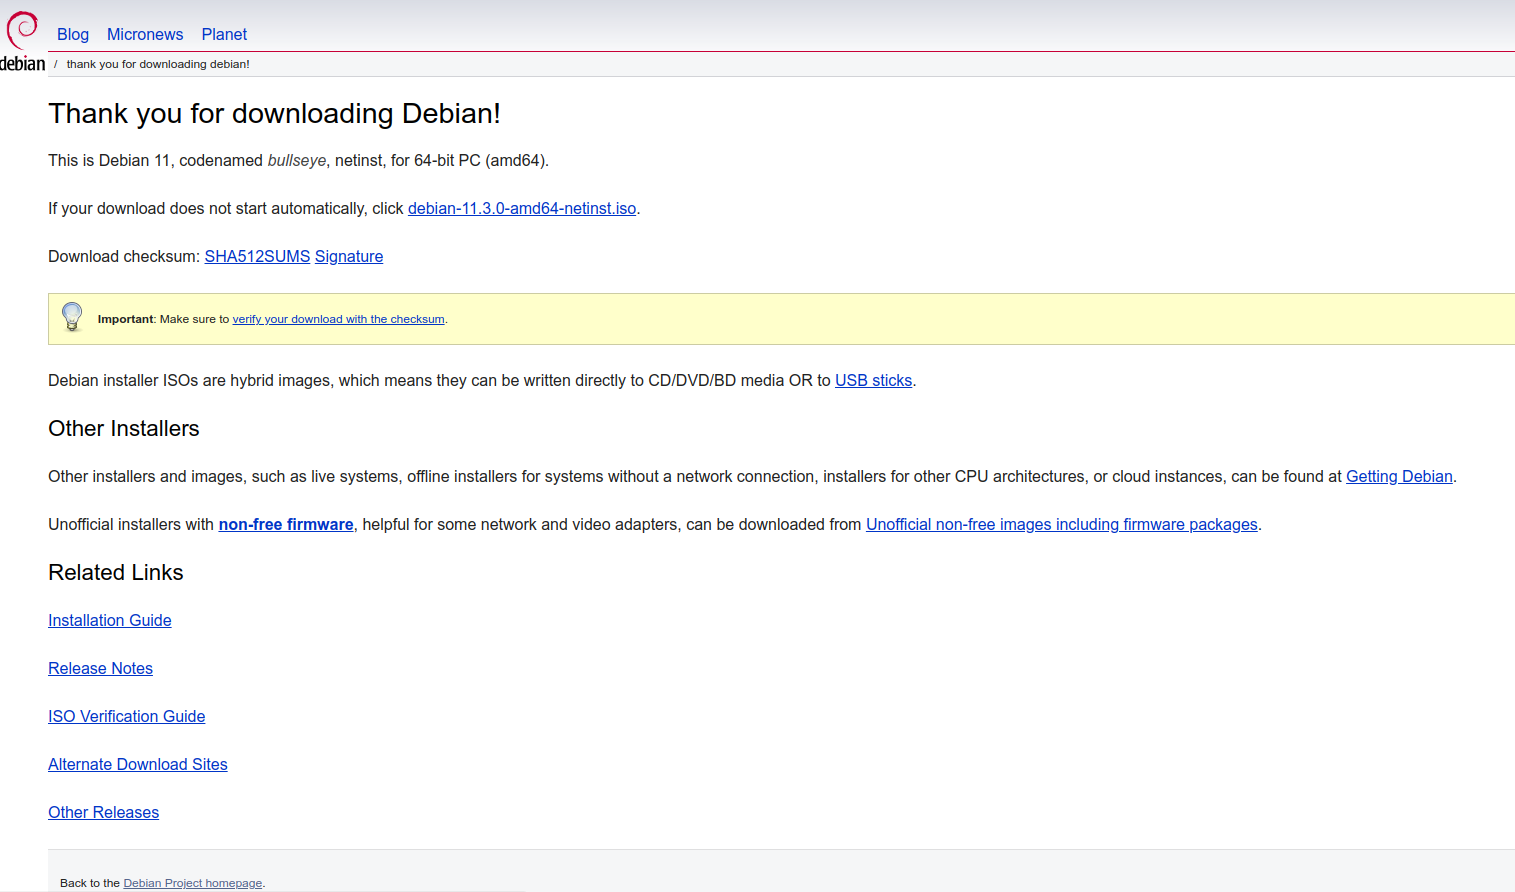 Blog Micronews Planet
debian / thank you for downloading debian!
Thank you for downloading Debian!
This is Debian 11, codenamed bullseye, netinst, for 64-bit PC (amd64).
If your download does not start automatically, click debian-11.3.0-amd64-netinst.iso.
Download checksum: SHA512SUMS Signature
Important: Make sure to verify your download with the checksum.
Debian installer ISOs are hybrid images, which means they can be written directly to CD/DVD/BD media OR to USB sticks.
Other Installers
Other installers and images, such as live systems, offline installers for systems without a network connection, installers for other CPU architectures, or cloud instances, can be found at Getting Debian.
Unofficial installers with non-free firmware, helpful for some network and video adapters, can be downloaded from Unofficial non-free images including firmware packages.
Related Links
Installation Guide
Release Notes
ISO Verification Guide
Alternate Download Sites
Other Releases
Back to the Debian Project homepage.